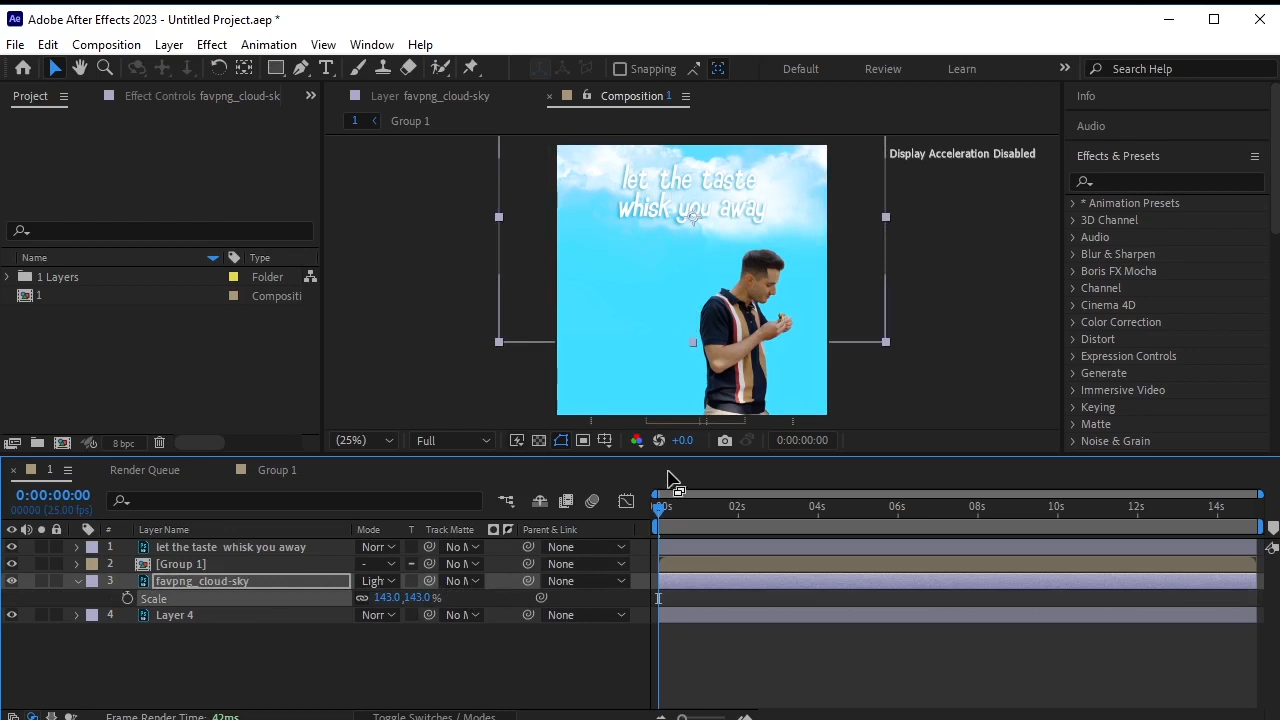 Ae Adobe After Effects 2023 - Untitled Project.aep *
File Edit Composition Layer Effect Animation View Window Help
Snapping Default Review Learn Search Help
Project Effect Controls favpng_cloud-sk Layer favpng_cloud-sky Composition 1 Info
1 Group 1 Audio
Display Acceleration Disabled Effects & Presets
let the taste
whisk you away
* Animation Presets
3D Channel
Audio
Blur & Sharpen
Boris FX Mocha
Channel
Cinema 4D
Color Correction
Distort
Expression Controls
Generate
Immersive Video
Keying
Matte
Noise & Grain
Name Type
1 Layers Folder
1 Compositi
8 bpc (25%) Full +0.0 0:00:00:00
1 Render Queue Group 1
0:00:00:00
00000 (25.00 fps) 00s 02s 04s 06s 08s 10s 12s 14s
# Layer Name Mode T Track Matte Parent & Link
1 let the taste whisk you away Norr No M None
2 [Group 1] - No M None
3 favpng_cloud-sky Ligh No M None
Scale 143.0,143.0%
4 Layer 4 Norr No M None
Frame Render Time: 42ms Toggle Switches / Modes